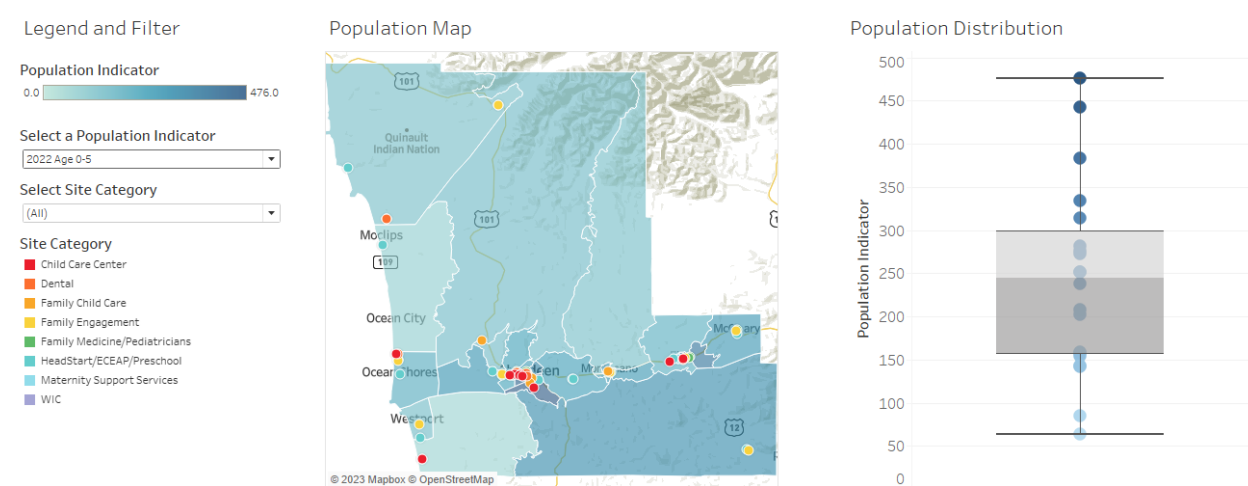 Legend and Filter
Population Indicator
0.0
476.0
Select a Population Indicator
2022 Age 0-5
Select Site Category
(All)
Site Category
Child Care Center
Dental
Family Child Care
Family Engagement
Family Medicine/Pediatricians
HeadStart/ECEAP/Preschool
Maternity Support Services
WIC
Population Map
101
Quinault
Indian Nation
101
Moclips
109
Ocean City
Westport
12
© 2023 Mapbox © OpenStreetMap
Population Distribution
Population Indicator
500
450
400
350
300
250
200
150
100
50
0